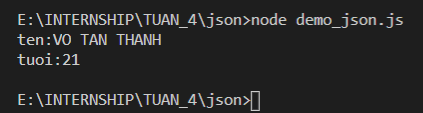 E:\INTERNSHIP\TUAN_4\json>node demo_json.js
ten:VO TAN THANH
tuoi:21
E:\INTERNSHIP\TUAN_4\json>